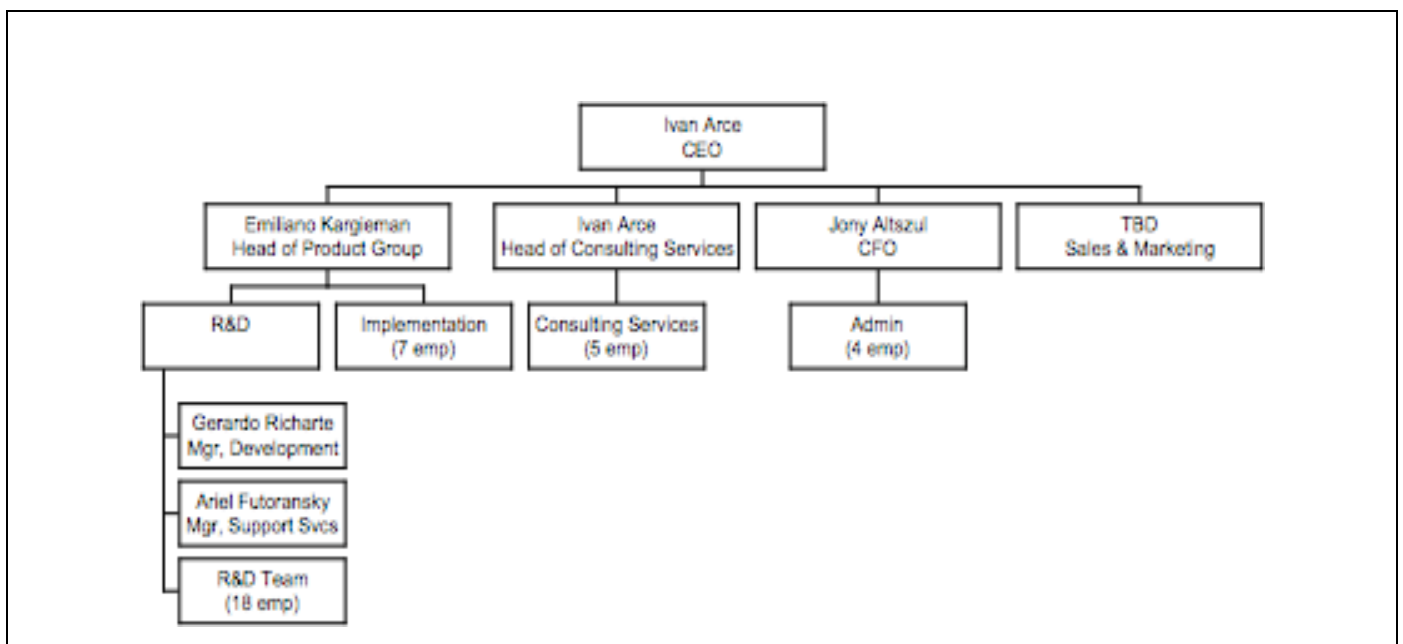 Ivan Arce
CEO
Emiliano Kargieman
Head of Product Group
Ivan Arce
Head of Consulting Services
Jony Altszul
CFO
TBD
Sales & Marketing
R&D
Implementation
(7 emp)
Consulting Services
(5 emp)
Admin
(4 emp)
Gerardo Richarte
Mgr, Development
Ariel Futoransky
Mgr, Support Svcs
R&D Team
(18 emp)